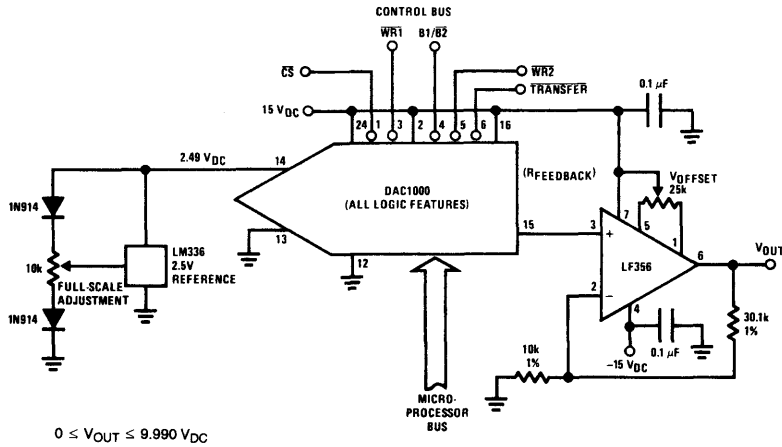 CONTROL BUS
WR1
B1/B2
CS
WR2
TRANSFER
0.1 μF
15 VDC
24
1
3
2
4
5
6
16
2.49 VDC
14
DAC1000
(ALL LOGIC FEATURES)
(RFEEDBACK)
VOFFSET
25k
1N914
13
15
3
+
7
5
1
6
VOUT
LM336
2.5V
REFERENCE
10k
FULL-SCALE
ADJUSTMENT
12
LF356
2
−
4
30.1k
1%
1N914
10k
1%
−15 VDC
0.1 μF
MICRO-
PROCESSOR
BUS
0 ≤ VOUT ≤ 9.990 VDC